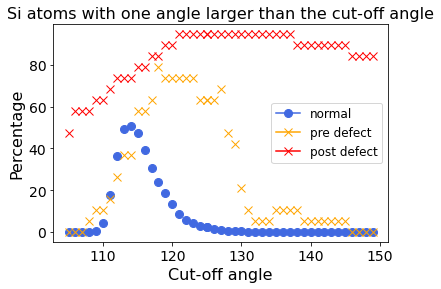 Si atoms with one angle larger than the cut-off angle
Percentage
80
60
40
20
0
normal
pre defect
post defect
110
120
130
140
150
Cut-off angle